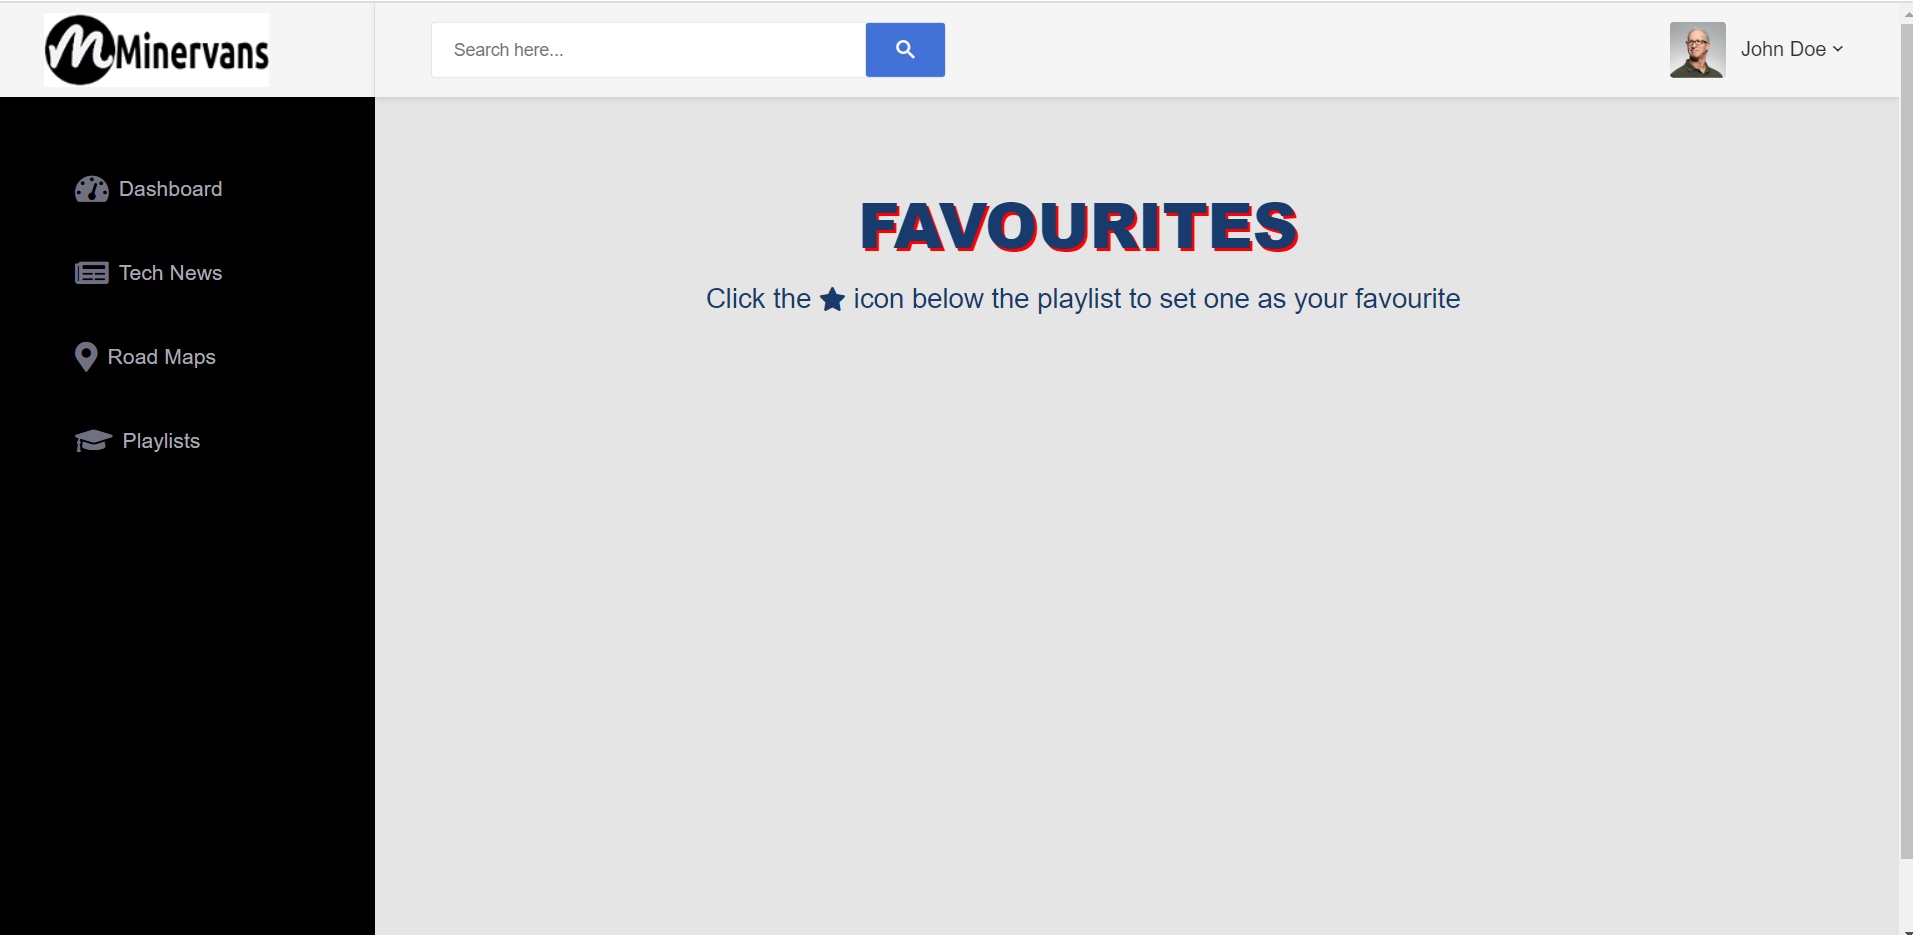 Minervans
Search here...
John Doe
Dashboard
Tech News
Road Maps
Playlists
FAVOURITES
Click the ★ icon below the playlist to set one as your favourite